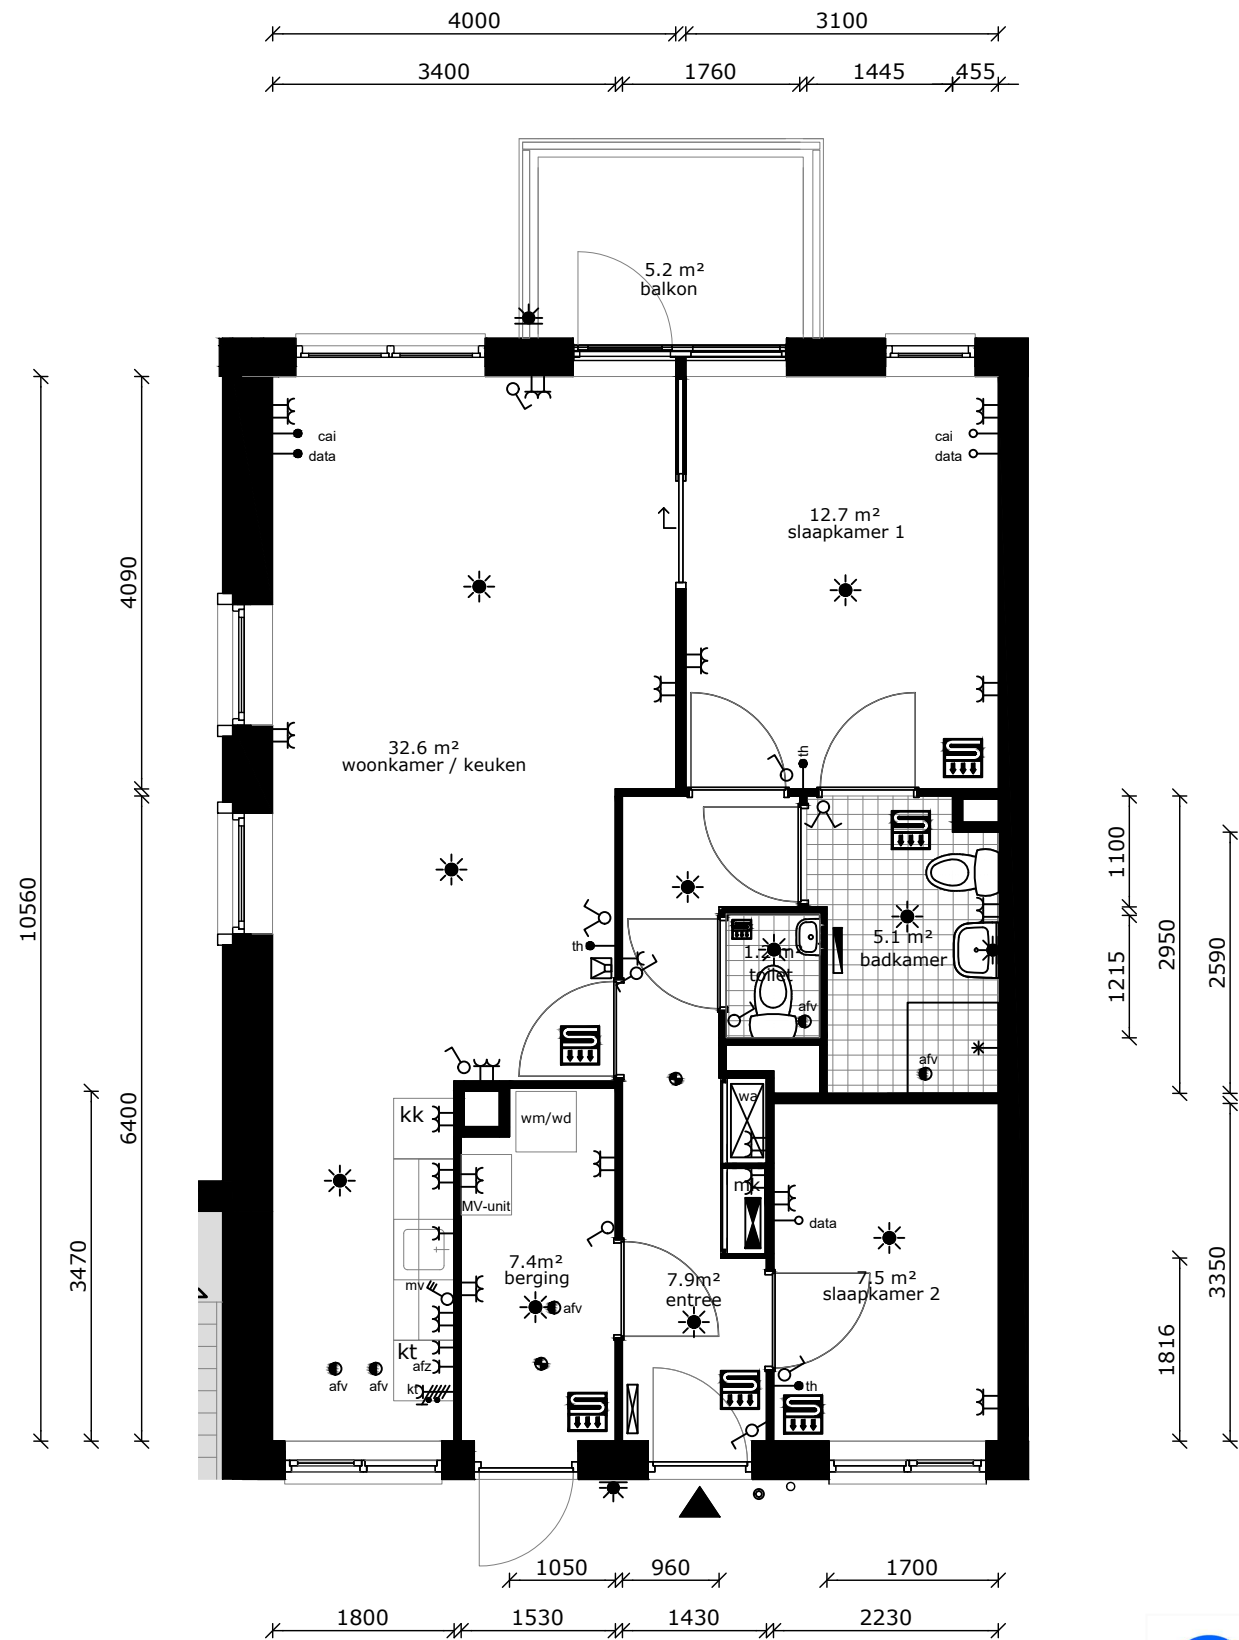 4000
3100
3400
1760
1445
455
5.2 m²
balkon
cai
data
cai
data
12.7 m²
slaapkamer 1
4090
32.6 m²
woonkamer / keuken
th
10560
1100
2950
2590
1215
th
5.1 m²
badkamer
toilet
afv
afv
6400
3470
kk
wm/wd
wa
MV-unit
mk
data
mv
7.4m²
berging
afv
7.9m²
entree
7.5 m²
slaapkamer 2
3350
1816
kt
afz
afv
afv
kt
th
1050
960
1700
1800
1530
1430
2230